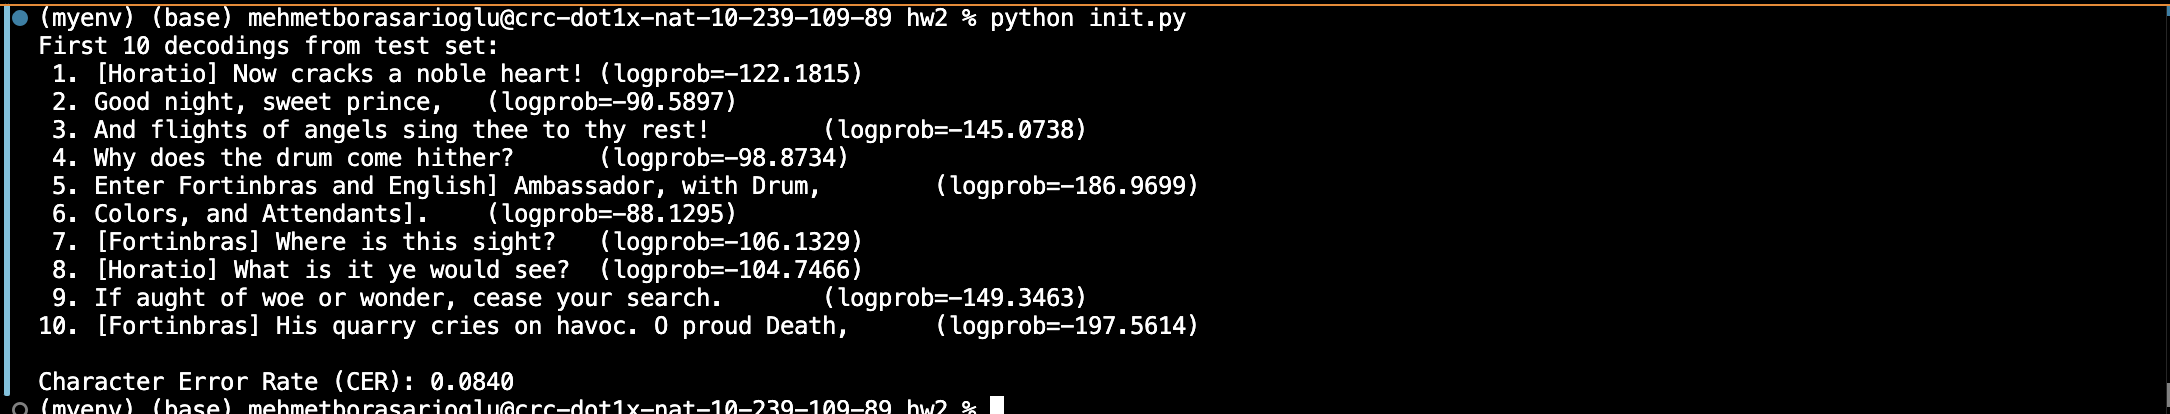 (myenv) (base) mehmetborasarioglu@crc-dot1x-nat-10-239-109-89 hw2 % python init.py
First 10 decodings from test set:
1. [Horatio] Now cracks a noble heart! (logprob=-122.1815)
2. Good night, sweet prince, (logprob=-90.5897)
3. And flights of angels sing thee to thy rest! (logprob=-145.0738)
4. Why does the drum come hither? (logprob=-98.8734)
5. Enter Fortinbras and English] Ambassador, with Drum, (logprob=-186.9699)
6. Colors, and Attendants]. (logprob=-88.1295)
7. [Fortinbras] Where is this sight? (logprob=-106.1329)
8. [Horatio] What is it ye would see? (logprob=-104.7466)
9. If aught of woe or wonder, cease your search. (logprob=-149.3463)
10. [Fortinbras] His quarry cries on havoc. O proud Death, (logprob=-197.5614)
Character Error Rate (CER): 0.0840
(myenv) (base) mehmetborasarioglu@crc-dot1x-nat-10-239-109-89 hw2 %